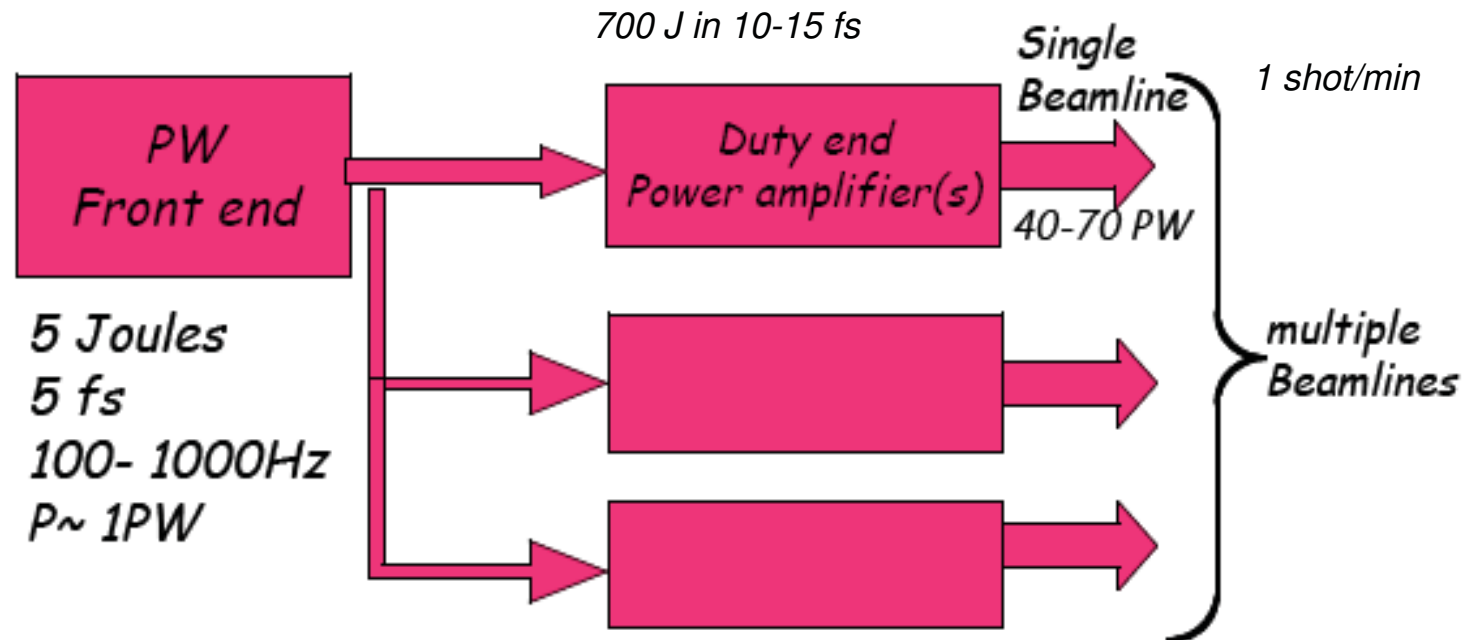 700 J in 10-15 fs
PW
Front end
5 Joules
5 fs
100- 1000Hz
P~ 1PW
Duty end
Power amplifier(s)
Single
Beamline
40-70 PW
1 shot/min
multiple
Beamlines